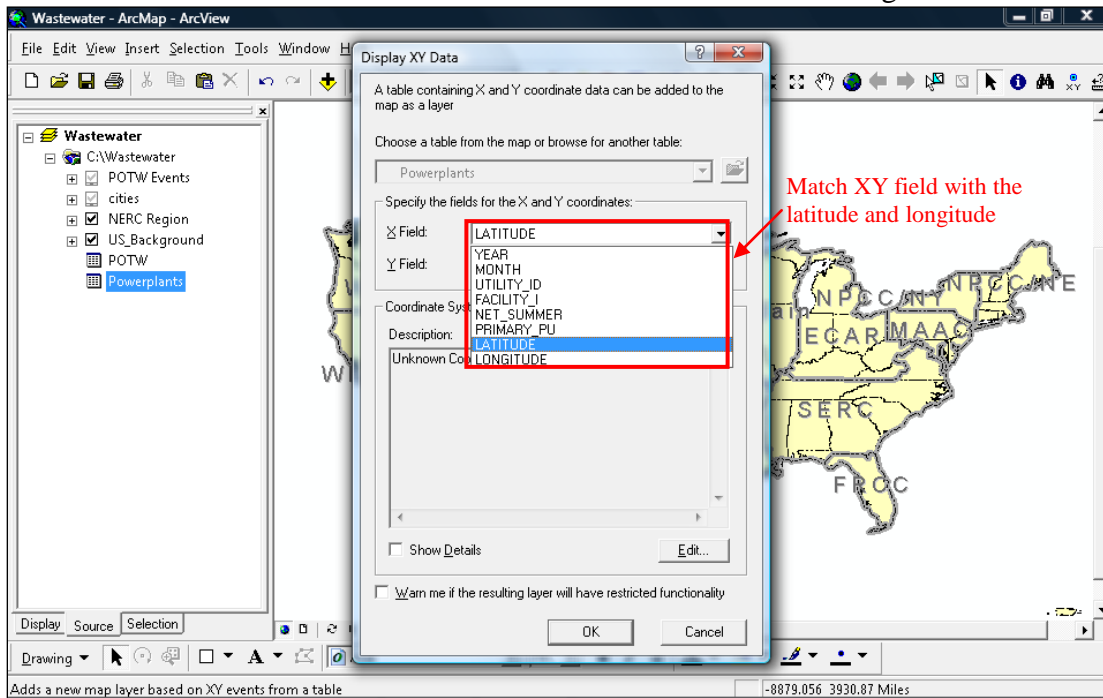 Wastewater - ArcMap - ArcView
File Edit View Insert Selection Tools Window H
Display XY Data
A table containing X and Y coordinate data can be added to the
map as a layer
Choose a table from the map or browse for another table:
Powerplants
Specify the fields for the X and Y coordinates:
X Field:
LATITUDE
Y Field:
YEAR
MONTH
UTILITY_ID
FACILITY_I
NET_SUMMER
PRIMARY_PU
LATITUDE
LONGITUDE
Coordinate Syst
Description:
Unknown Coo
Show Details
Edit...
Warn me if the resulting layer will have restricted functionality
OK
Cancel
Wastewater
C:\Wastewater
POTW Events
cities
NERC Region
US_Background
POTW
Powerplants
Match XY field with the
latitude and longitude
NPCC/NY
NPCC/NE
ECAR
MAAC
SERC
FRCC
W
ain
Display Source Selection
Drawing
A
Adds a new map layer based on XY events from a table
-8879.056 3930.87 Miles